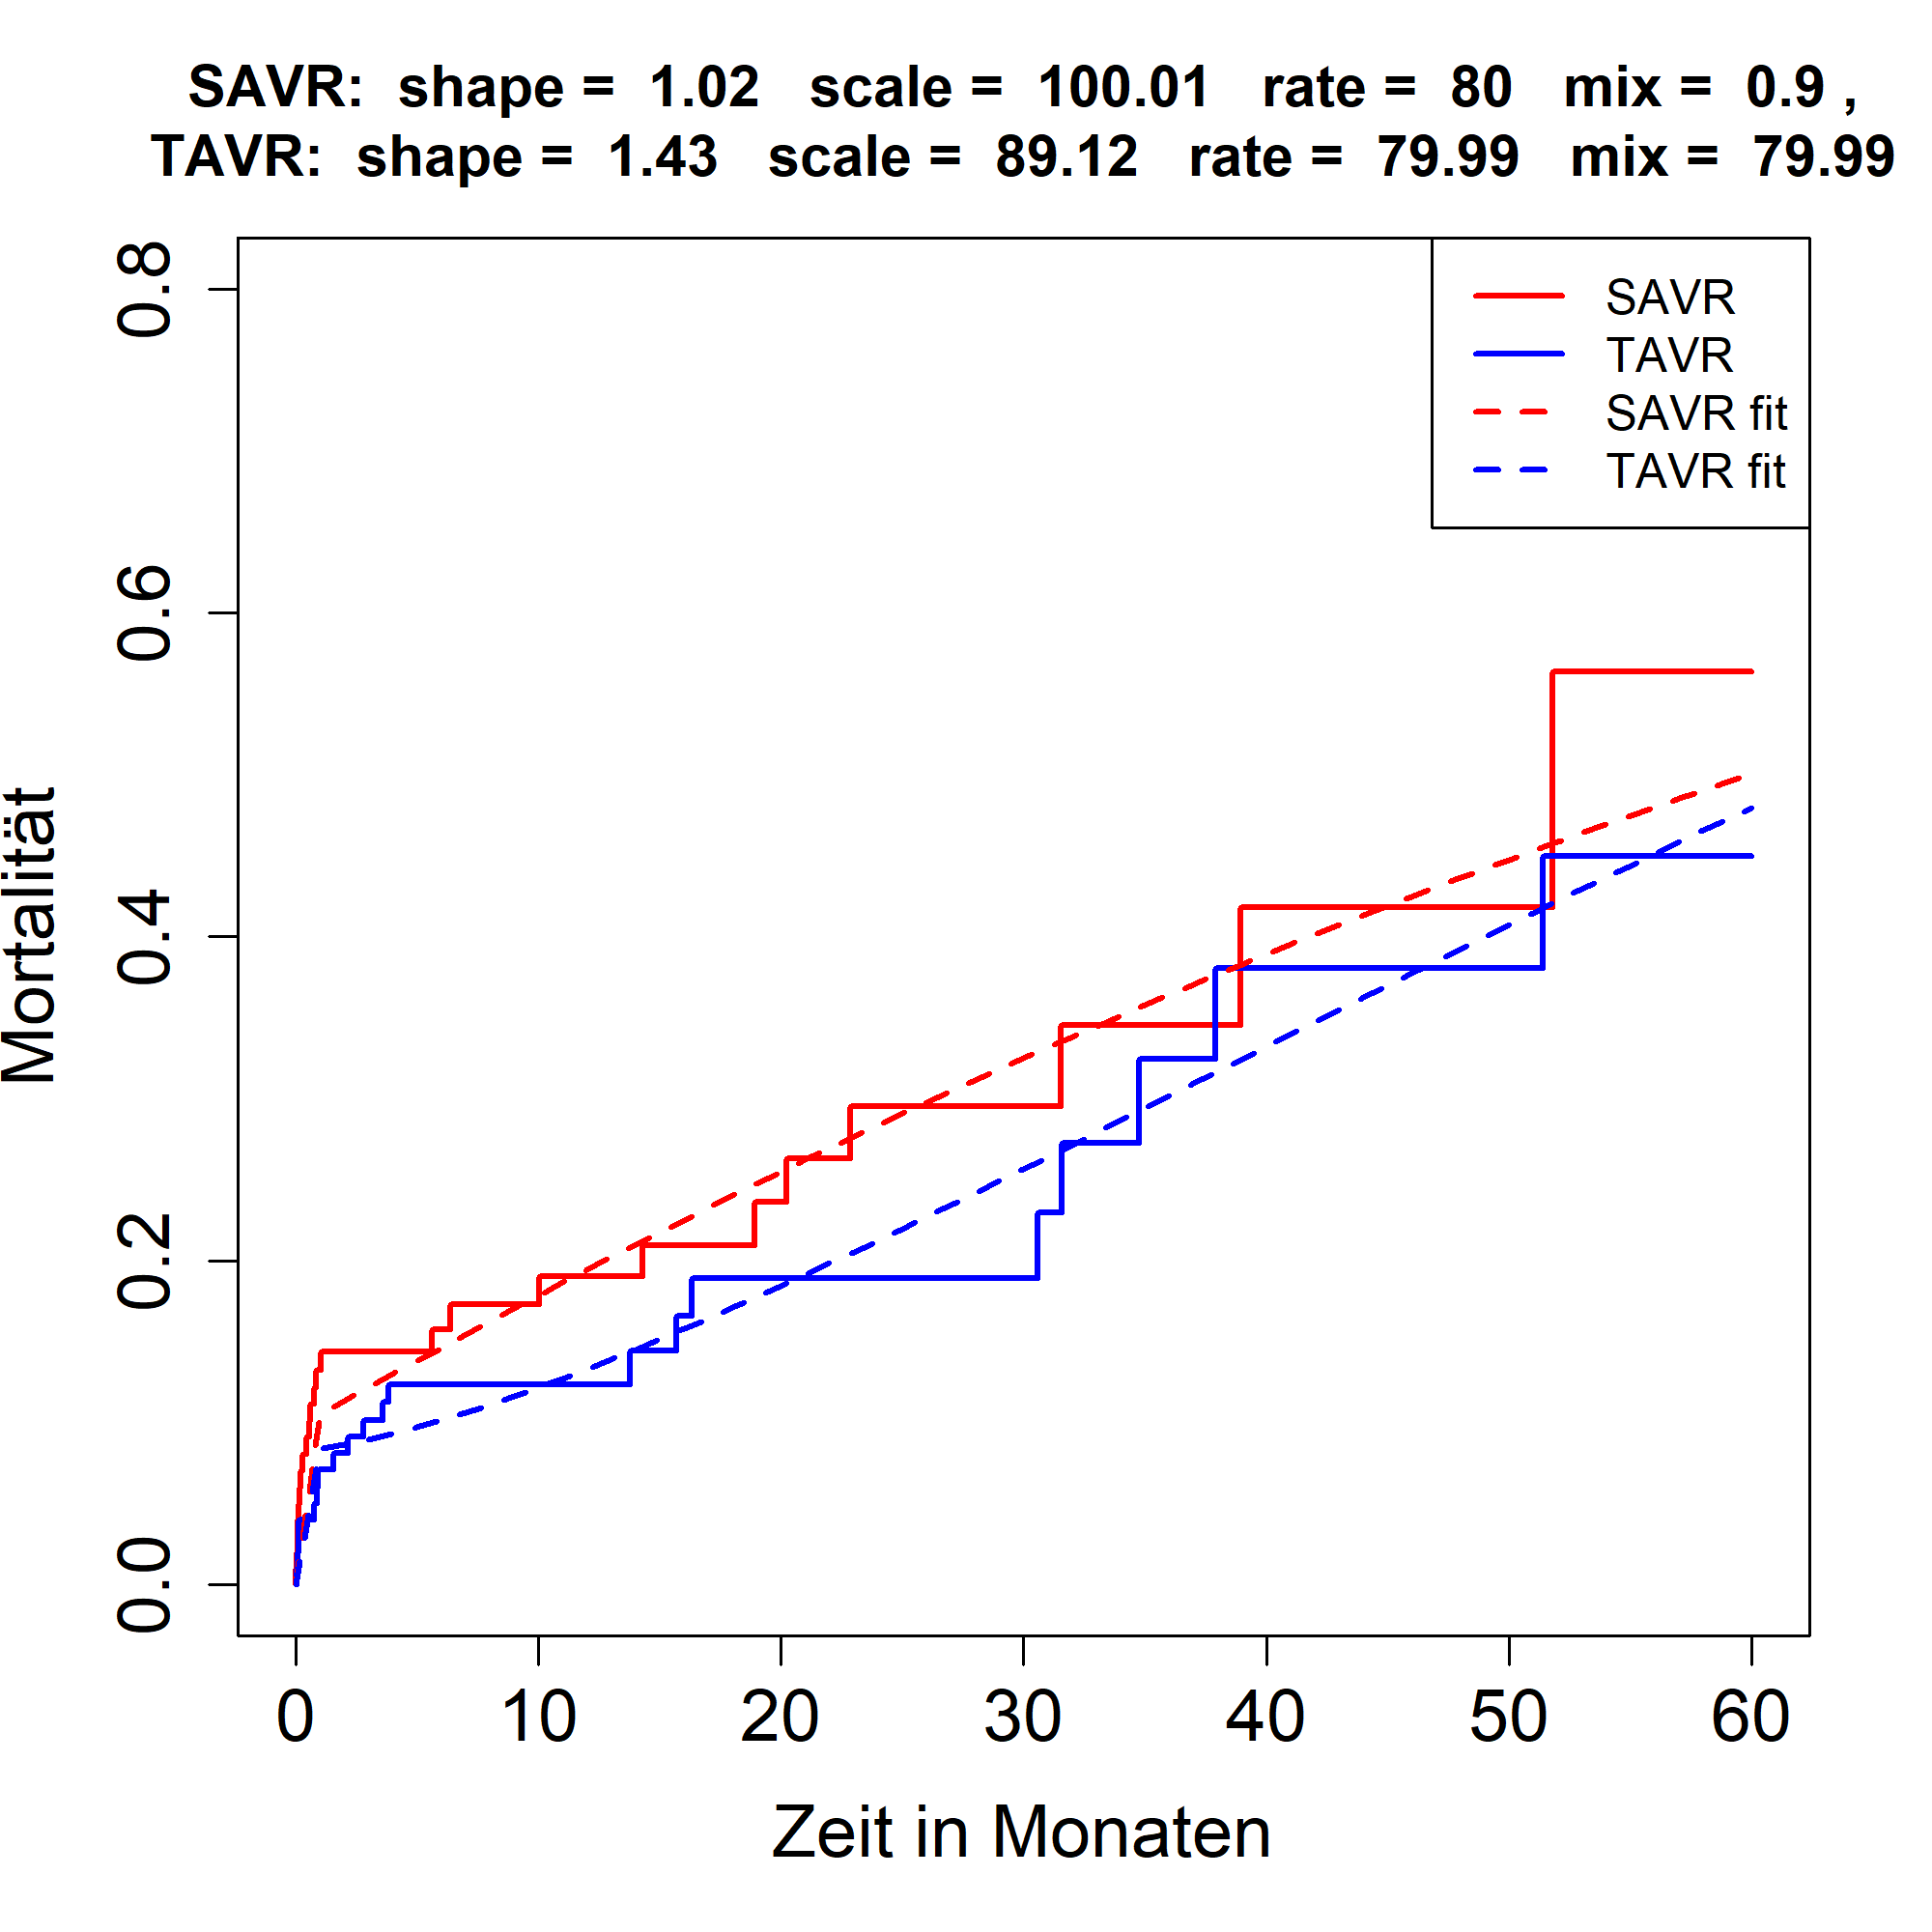 SAVR: shape = 1.02 scale = 100.01 rate = 80 mix = 0.9 ,
TAVR: shape = 1.43 scale = 89.12 rate = 79.99 mix = 79.99
SAVR
TAVR
SAVR fit
TAVR fit
Mortalität
0.8
0.6
0.4
0.2
0.0
0 10 20 30 40 50 60
Zeit in Monaten